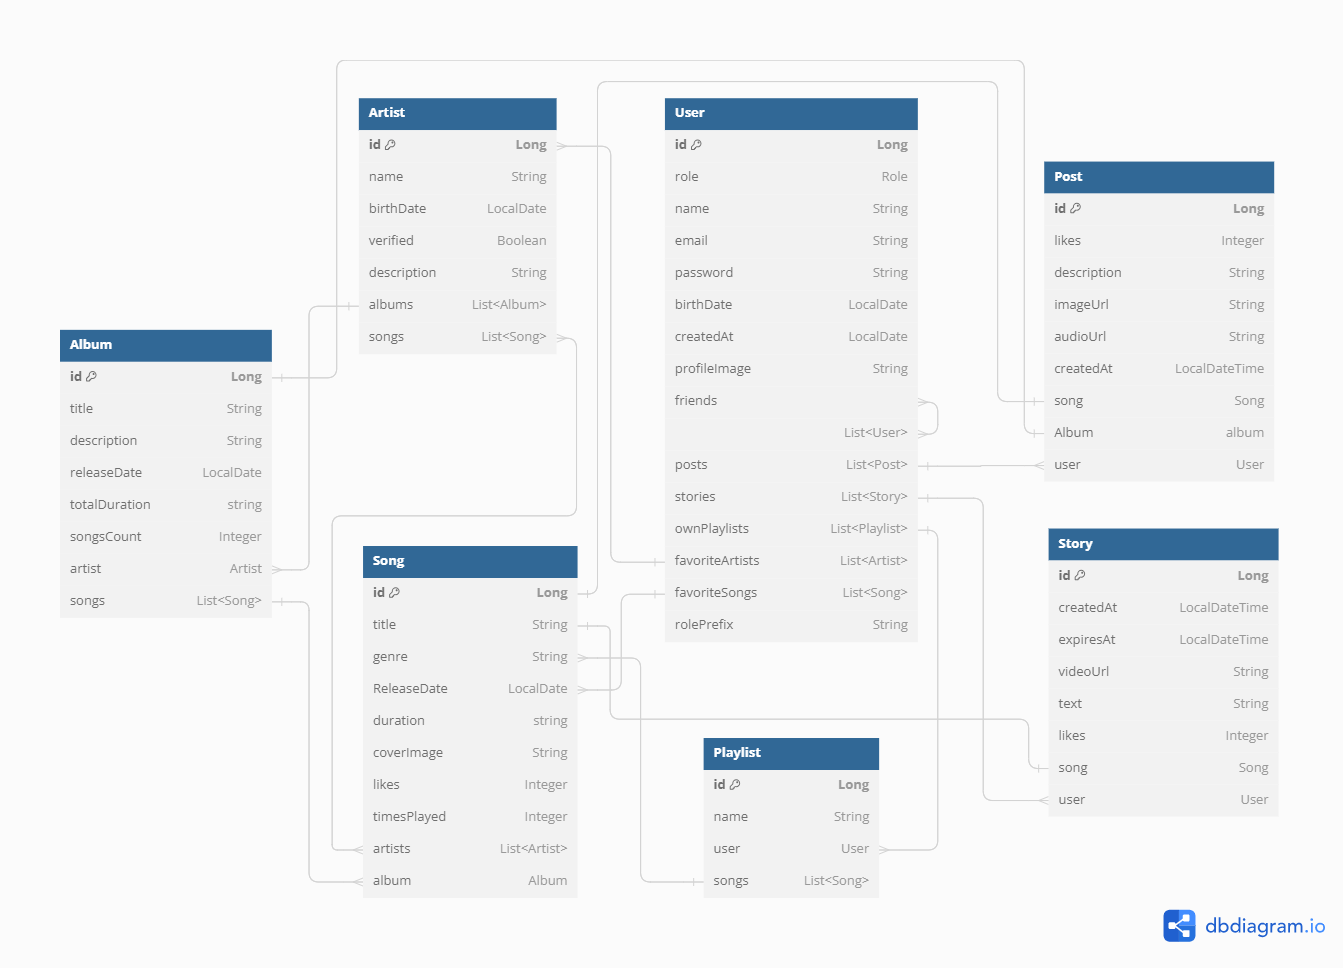 Artist
id Long
name String
birthDate LocalDate
verified Boolean
description String
albums List<Album>
songs List<Song>
User
id Long
role Role
name String
email String
password String
birthDate LocalDate
createdAt LocalDate
profileImage String
friends
List<User>
posts List<Post>
stories List<Story>
ownPlaylists List<Playlist>
favoriteArtists List<Artist>
favoriteSongs List<Song>
rolePrefix String
Post
id Long
likes Integer
description String
imageUrl String
audioUrl String
createdAt LocalDateTime
song Song
Album album
user User
Album
id Long
title String
description String
releaseDate LocalDate
totalDuration string
songsCount Integer
artist Artist
songs List<Song>
Song
id Long
title String
genre String
ReleaseDate LocalDate
duration string
coverImage String
likes Integer
timesPlayed Integer
artists List<Artist>
album Album
Story
id Long
createdAt LocalDateTime
expiresAt LocalDateTime
videoUrl String
text String
likes Integer
song Song
user User
Playlist
id Long
name String
user User
songs List<Song>
dbdiagram.io